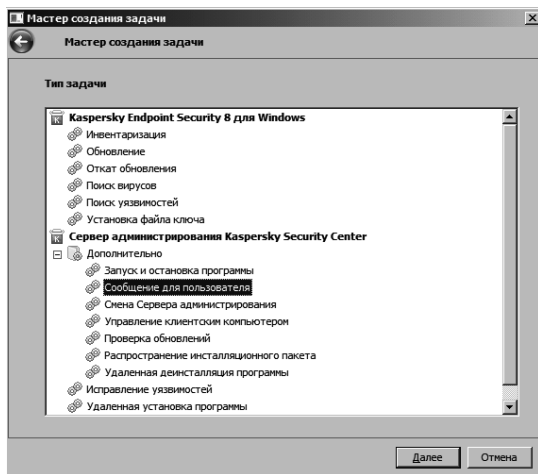 Мастер создания задачи
Мастер создания задачи
Тип задачи
Kaspersky Endpoint Security 8 для Windows
Инвентаризация
Обновление
Откат обновления
Поиск вирусов
Поиск уязвимостей
Установка файла ключа
Сервер администрирования Kaspersky Security Center
Дополнительно
Запуск и остановка программы
Сообщение для пользователя
Смена Сервера администрирования
Управление клиентским компьютером
Проверка обновлений
Распространение инсталляционного пакета
Удаленная деинсталляция программы
Исправление уязвимостей
Удаленная установка программы
Далее
Отмена